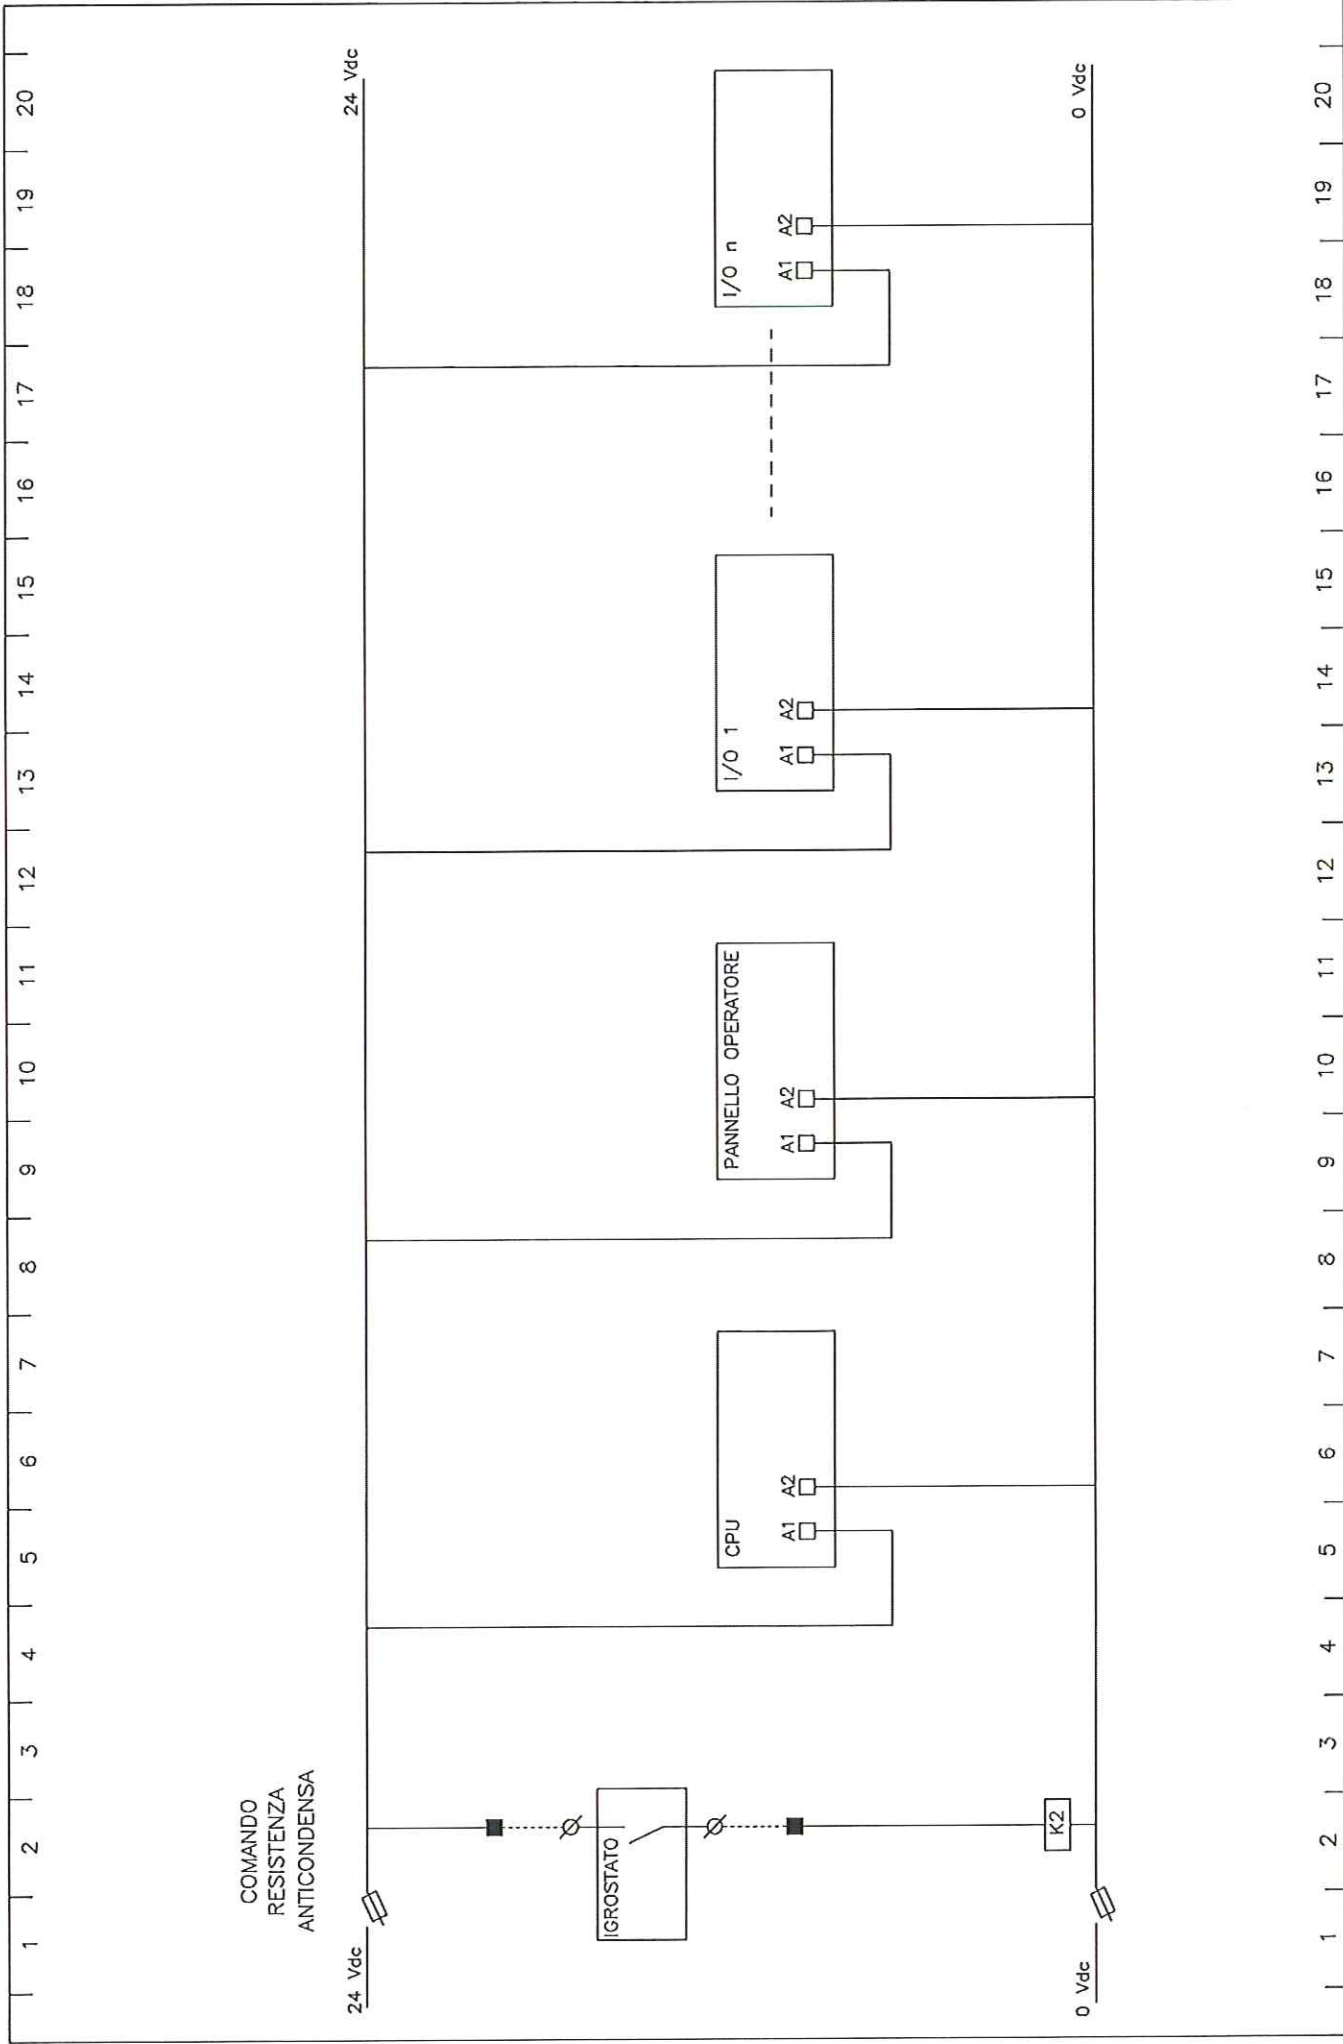 1 2 3 4 5 6 7 8 9 10 11 12 13 14 15 16 17 18 19 20
COMANDO
RESISTENZA
ANTICONDENSA
24 Vdc
24 Vdc
IGROSTATO
CPU
A1 A2
PANNELLO OPERATORE
A1 A2
I/O 1
A1 A2
I/O n
A1 A2
K2
0 Vdc
0 Vdc
1 2 3 4 5 6 7 8 9 10 11 12 13 14 15 16 17 18 19 20